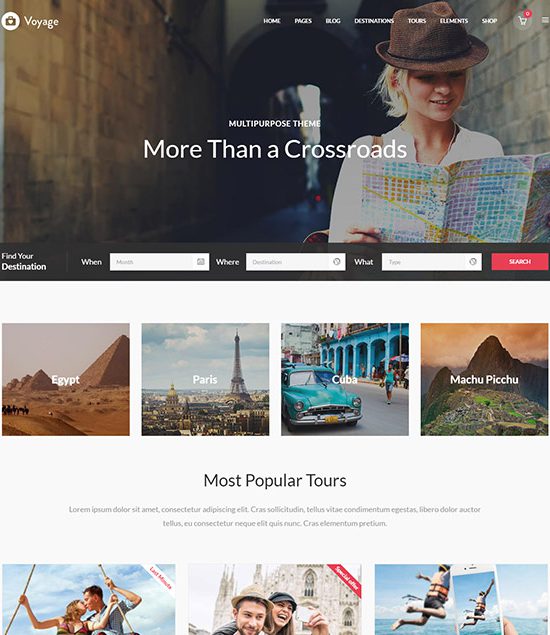 Voyage
HOME PAGES BLOG DESTINATIONS TOURS ELEMENTS SHOP 0
MULTIPURPOSE THEME
More Than a Crossroads
Find Your
Destination
When Month Where Destination What Type SEARCH
Egypt Paris Cuba Machu Picchu
Most Popular Tours
Lorem ipsum dolor sit amet, consectetur adipiscing elit. Cras sollicitudin, tellus vitae condimentum egestas, libero dolor auctor
tellus, eu consectetur neque elit quis nunc. Cras elementum pretium.
Last Minute Special offer